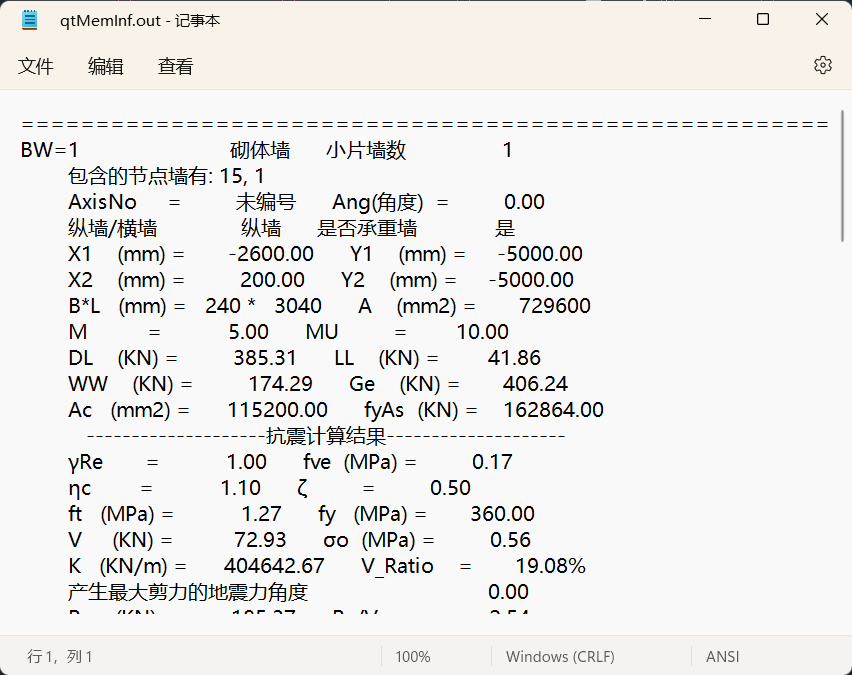 qtMemInf.out - 记事本
文件 编辑 查看
======================================================
BW=1 砌体墙 小片墙数 1
包含的节点墙有: 15, 1
AxisNo = 未编号 Ang(角度) = 0.00
纵墙/横墙 纵墙 是否承重墙 是
X1 (mm) = -2600.00 Y1 (mm) = -5000.00
X2 (mm) = 200.00 Y2 (mm) = -5000.00
B*L (mm) = 240 * 3040 A (mm2) = 729600
M = 5.00 MU = 10.00
DL (KN) = 385.31 LL (KN) = 41.86
WW (KN) = 174.29 Ge (KN) = 406.24
Ac (mm2) = 115200.00 fyAs (KN) = 162864.00
--------------------抗震计算结果--------------------
γRe = 1.00 fve (MPa) = 0.17
ηc = 1.10 ζ = 0.50
ft (MPa) = 1.27 fy (MPa) = 360.00
V (KN) = 72.93 σo (MPa) = 0.56
K (KN/m) = 404642.67 V_Ratio = 19.08%
产生最大剪力的地震力角度 0.00
行 1, 列 1 100% Windows (CRLF) ANSI